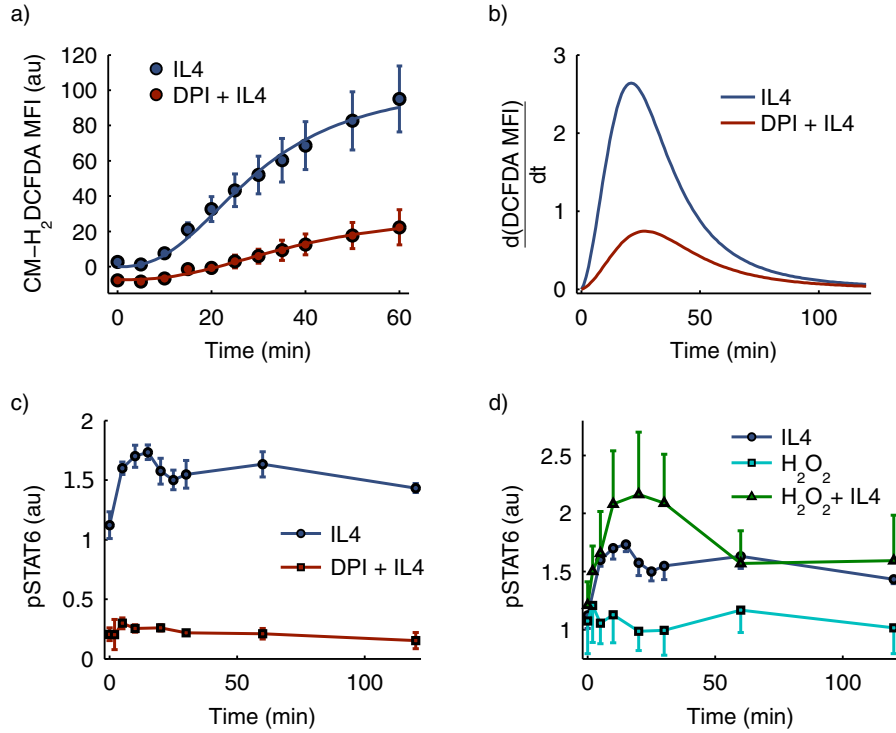 a)
CM−H2DCFDA MFI (au)
120
100
80
60
40
20
0
IL4
DPI + IL4
0
20
40
60
Time (min)
b)
d(DCFDA MFI)
dt
3
2
1
0
IL4
DPI + IL4
0
50
100
Time (min)
c)
pSTAT6 (au)
2
1.5
1
0.5
0
IL4
DPI + IL4
0
50
100
Time (min)
d)
pSTAT6 (au)
2.5
2
1.5
1
IL4
H2O2
H2O2+ IL4
0
50
100
Time (min)